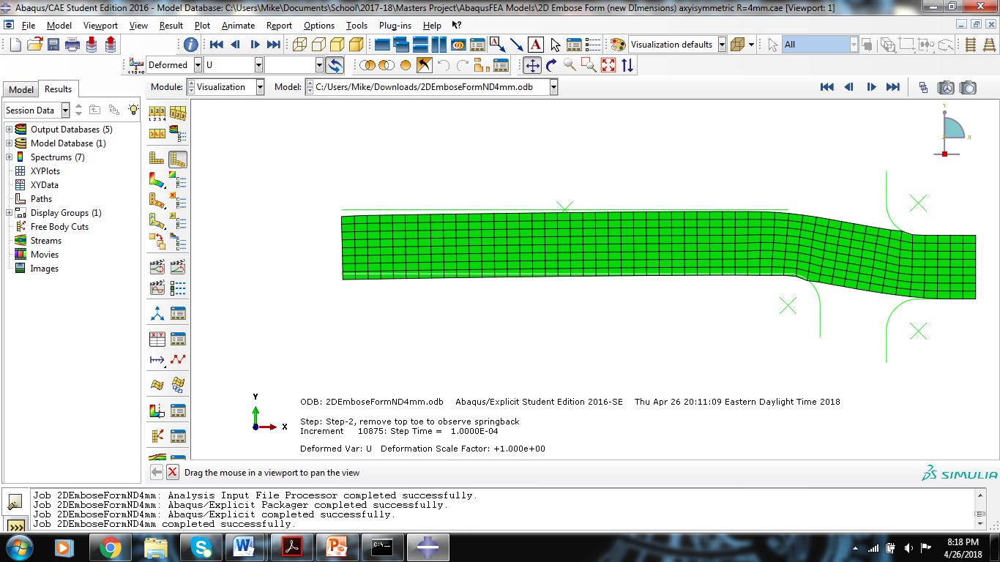 Abaqus/CAE Student Edition 2016 - Model Database: C:\Users\Mike\Documents\School\2017-18\Masters Project\AbaqusFEA Models\2D Embose Form (new DImensions) axyisymmetric R=4mm.cae [Viewport: 1]
File Model Viewport View Result Plot Animate Report Options Tools Plug-ins Help
Visualization defaults All
Deformed U
Model Results Module: Visualization Model: C:/Users/Mike/Downloads/2DEmboseFormND4mm.odb
Session Data
Output Databases (5)
Model Database (1)
Spectrums (7)
XYPlots
XYData
Paths
Display Groups (1)
Free Body Cuts
Streams
Movies
Images
Y
X
Y
X
ODB: 2DEmboseFormND4mm.odb Abaqus/Explicit Student Edition 2016-SE Thu Apr 26 20:11:09 Eastern Daylight Time 2018
Step: Step-2, remove top toe to observe springback
Increment 10875: Step Time = 1.0000E-04
Deformed Var: U Deformation Scale Factor: +1.000e+00
Drag the mouse in a viewport to pan the view
SIMULIA
Job 2DEmboseFormND4mm: Analysis Input File Processor completed successfully.
Job 2DEmboseFormND4mm: Abaqus/Explicit Packager completed successfully.
Job 2DEmboseFormND4mm: Abaqus/Explicit completed successfully.
Job 2DEmboseFormND4mm completed successfully.
8:18 PM
4/26/2018